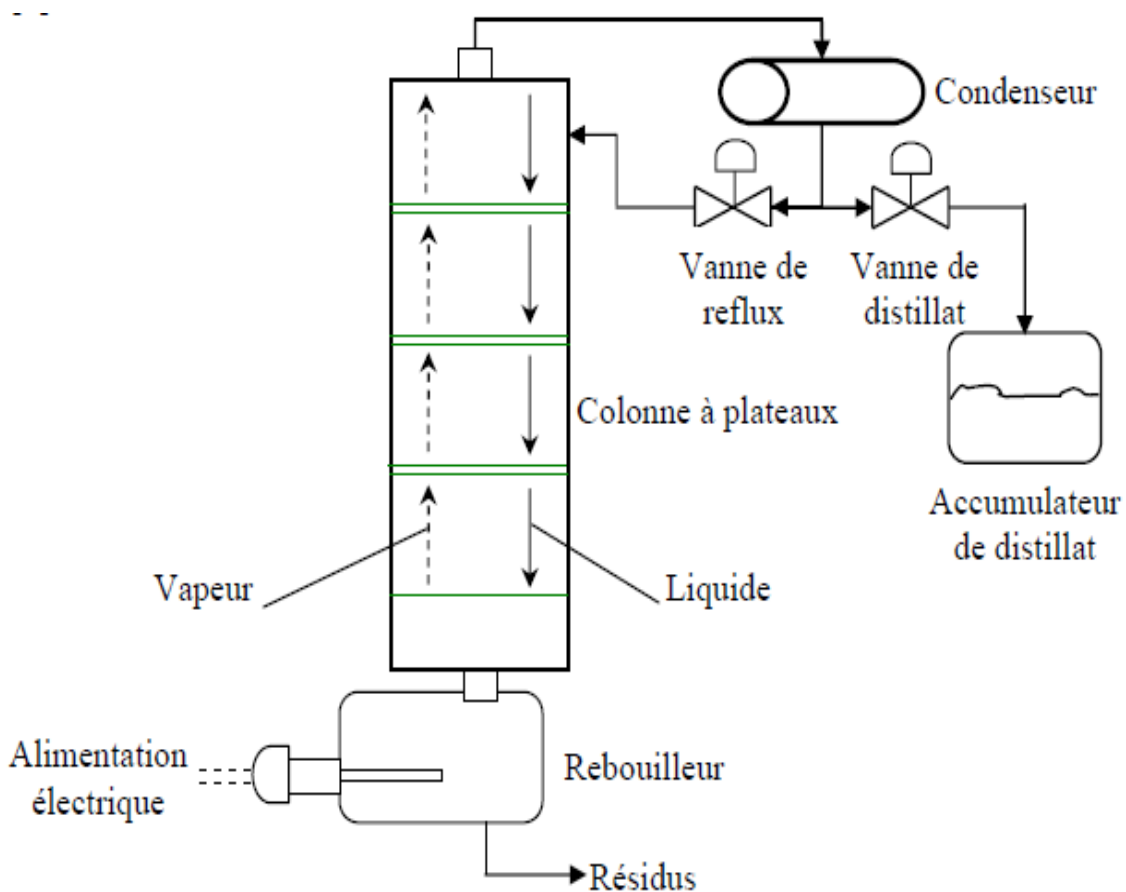 Condenseur
Vanne de
reflux
Vanne de
distillat
Colonne à plateaux
Accumulateur
de distillat
Vapeur
Liquide
Alimentation
électrique
Rebouilleur
Résidus